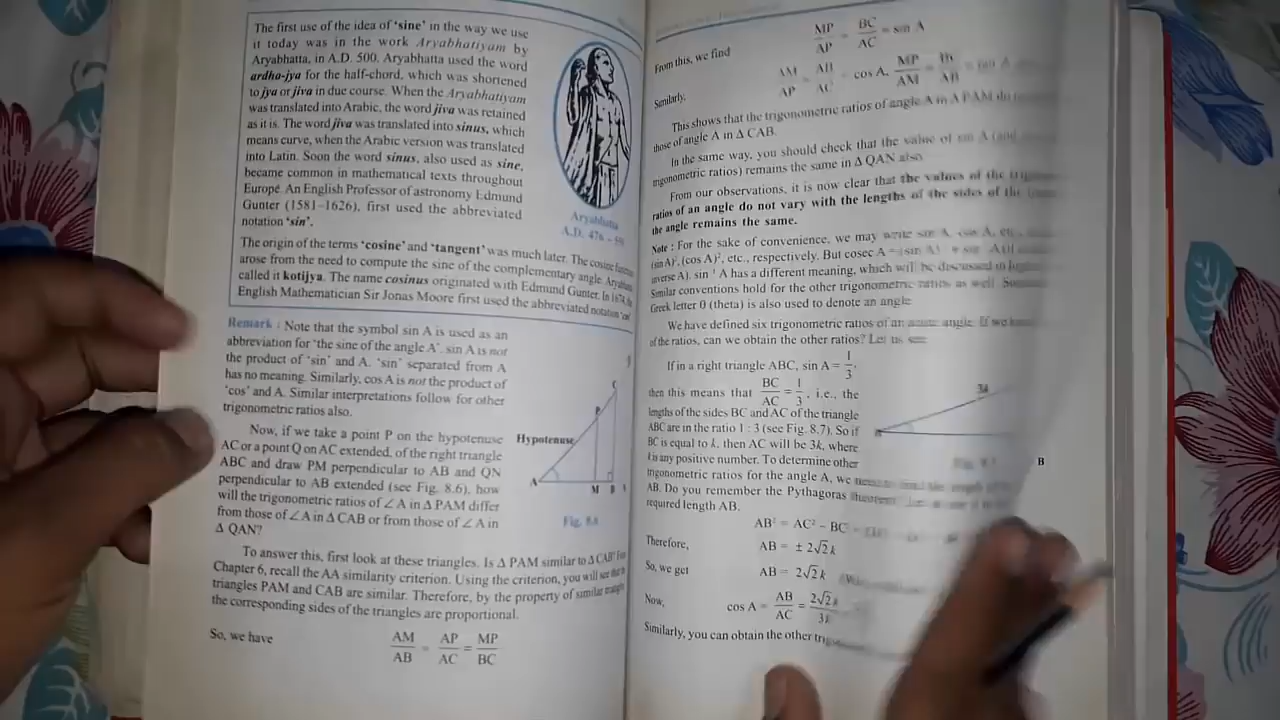 The first use of the idea of 'sine' in the way we use
it today was in the work Aryabhatiyam by
Aryabhatta, in A.D. 500. Aryabhatta used the word
ardha-jya for the half-chord, which was shortened
to jya or jiva in due course. When the Aryabhatiyam
was translated into Arabic, the word jiva was retained
as it is. The word jiva was translated into sinus, which
means curve, when the Arabic version was translated
into Latin. Soon the word sinus, also used as sine,
became common in mathematical texts throughout
Europe. An English Professor of astronomy Edmund
Gunter (1581–1626), first used the abbreviated
notation 'sin'.
Aryabhatta
A.D. 476 –
The origin of the terms 'cosine' and 'tangent' was much later. The cosine
arose from the need to compute the sine of the complementary angle.
called it kotijya. The name cosinus originated with Edmund Gunter. In
English Mathematician Sir Jonas Moore first used the abbreviated notation
Remark : Note that the symbol sin A is used as an
abbreviation for 'the sine of the angle A'. sin A is not
the product of 'sin' and A. 'sin' separated from A
has no meaning. Similarly, cos A is not the product of
'cos' and A. Similar interpretations follow for other
trigonometric ratios also.
Now, if we take a point P on the hypotenuse
AC or a point Q on AC extended, of the right triangle
ABC and draw PM perpendicular to AB and QN
perpendicular to AB extended (see Fig. 8.6), how
will the trigonometric ratios of ∠ A in Δ PAM differ
from those of ∠ A in Δ CAB or from those of ∠ A in
Δ QAN?
Hypotenuse
C
P
A M B
Fig.
To answer this, first look at these triangles. Is Δ PAM similar to Δ CAB?
Chapter 6, recall the AA similarity criterion. Using the criterion, you will see
triangles PAM and CAB are similar. Therefore, by the property of similar
the corresponding sides of the triangles are proportional.
So, we have AM/AB = AP/AC = MP/BC
From this, we find MP/AP = BC/AC = sin A
Similarly, AM/AP = AB/AC = cos A, MP/AM =
This shows that the trigonometric ratios of angle A in Δ PAM do
those of angle A in Δ CAB.
In the same way, you should check that the value of sin A
trigonometric ratios) remains the same in Δ QAN also.
From our observations, it is now clear that the values of the
ratios of an angle do not vary with the lengths of the sides of the
the angle remains the same.
Note : For the sake of convenience, we may write
(sin A)², (cos A)², etc., respectively. But cosec A =
inverse A). sin⁻¹ A has a different meaning, which will be discussed in
Similar conventions hold for the other trigonometric ratios as well.
Greek letter θ (theta) is also used to denote an angle.
We have defined six trigonometric ratios of an acute angle. If we
of the ratios, can we obtain the other ratios? Let us see.
If in a right triangle ABC, sin A = 1/3,
then this means that BC/AC = 1/3, i.e., the
lengths of the sides BC and AC of the triangle
ABC are in the ratio 1 : 3 (see Fig. 8.7). So if
BC is equal to k, then AC will be 3k, where
k is any positive number. To determine other
trigonometric ratios for the angle A, we
AB. Do you remember the Pythagoras
required length AB.
3k
B
AB² = AC² – BC²
Therefore, AB = ± 2√2 k
So, we get AB = 2√2 k
Now, cos A = AB/AC = 2√2 k/3k
Similarly, you can obtain the other